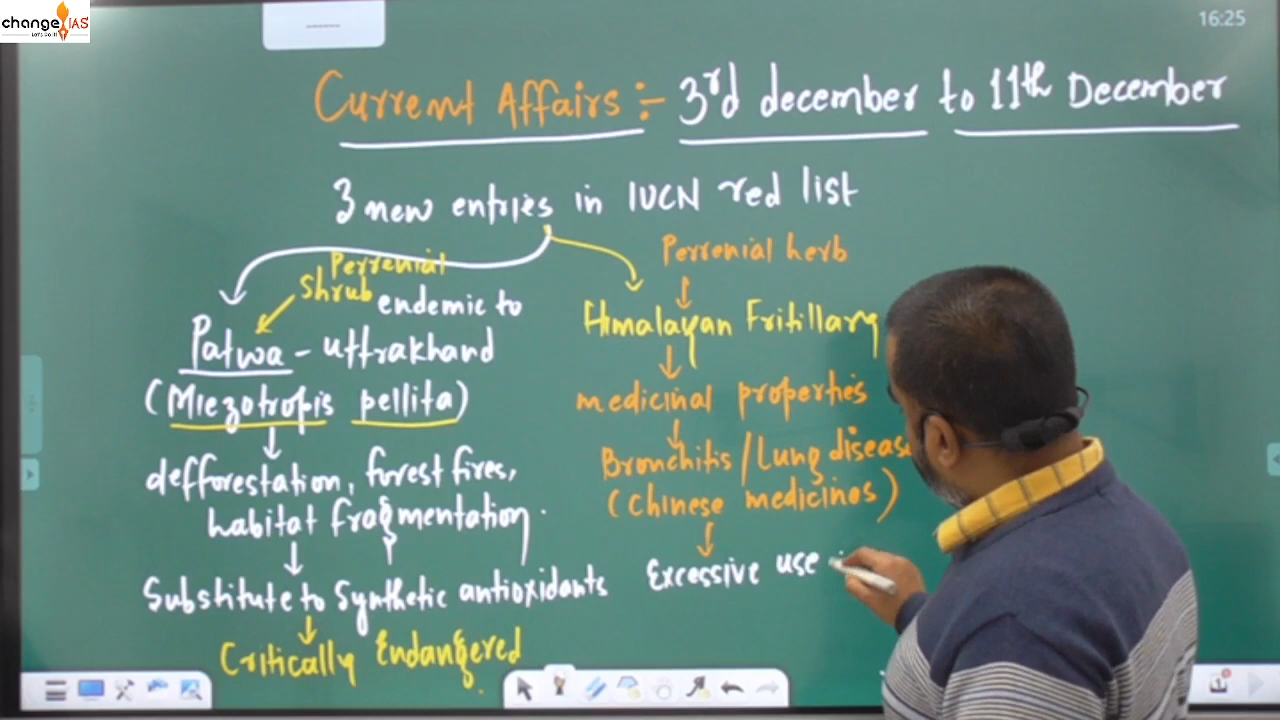 changeIAS
16:25
Current Affairs :- 3rd december to 11th December
3 new entries in IUCN red list
Perrenial
Shrub
endemic to
Patwa - uttrakhand
(Miezotropis pellita)
defforestation, forest fires,
habitat fragmentation.
Substitute to Synthetic antioxidants
Critically Endangered
Perrenial herb
Himalayan Fritillary
medicinal properties
Bronchitis / Lung disease
(Chinese medicines)
Excessive use